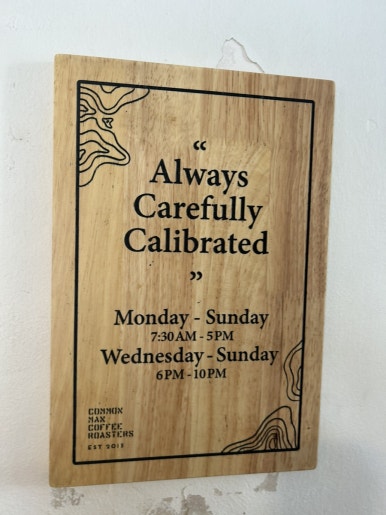 “
Always
Carefully
Calibrated
”
Monday - Sunday
7:30AM - 5PM
Wednesday - Sunday
6PM - 10PM
COMMON
MAN
COFFEE
ROASTERS
EST 2013